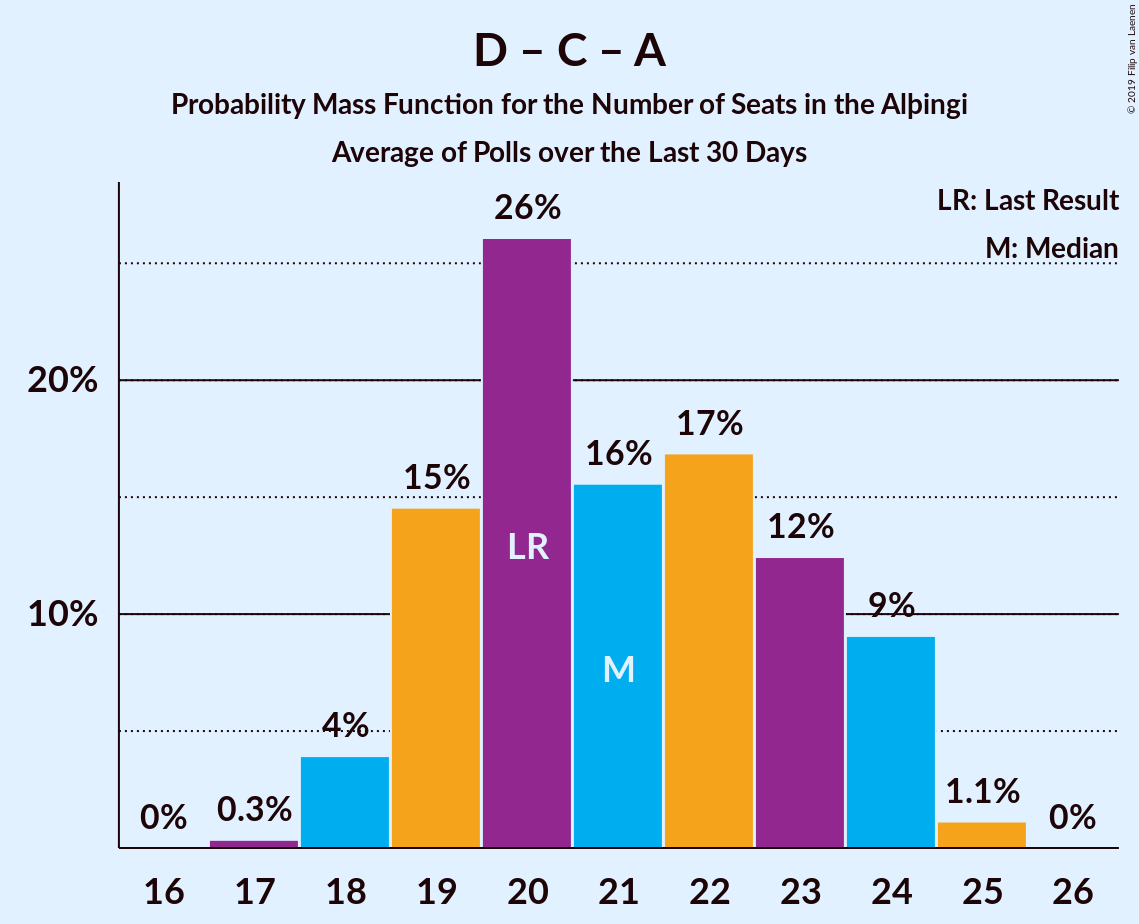 D – C – A
Probability Mass Function for the Number of Seats in the Alþingi
Average of Polls over the Last 30 Days
© 2019 Filip van Laenen
LR: Last Result
M: Median
26%
20%
17%
16%
15%
12%
LR
10%
9%
M
4%
1.1%
0.3%
0%
0%
16 17 18 19 20 21 22 23 24 25 26